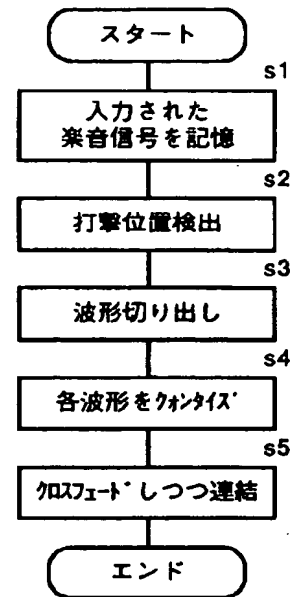 スタート
s1
入力された
楽音信号を記憶
s2
打撃位置検出
s3
波形切り出し
s4
各波形をｸｫﾝﾀｲｽﾞ
s5
ｸﾛｽﾌｪｰﾄﾞしつつ連結
エンド